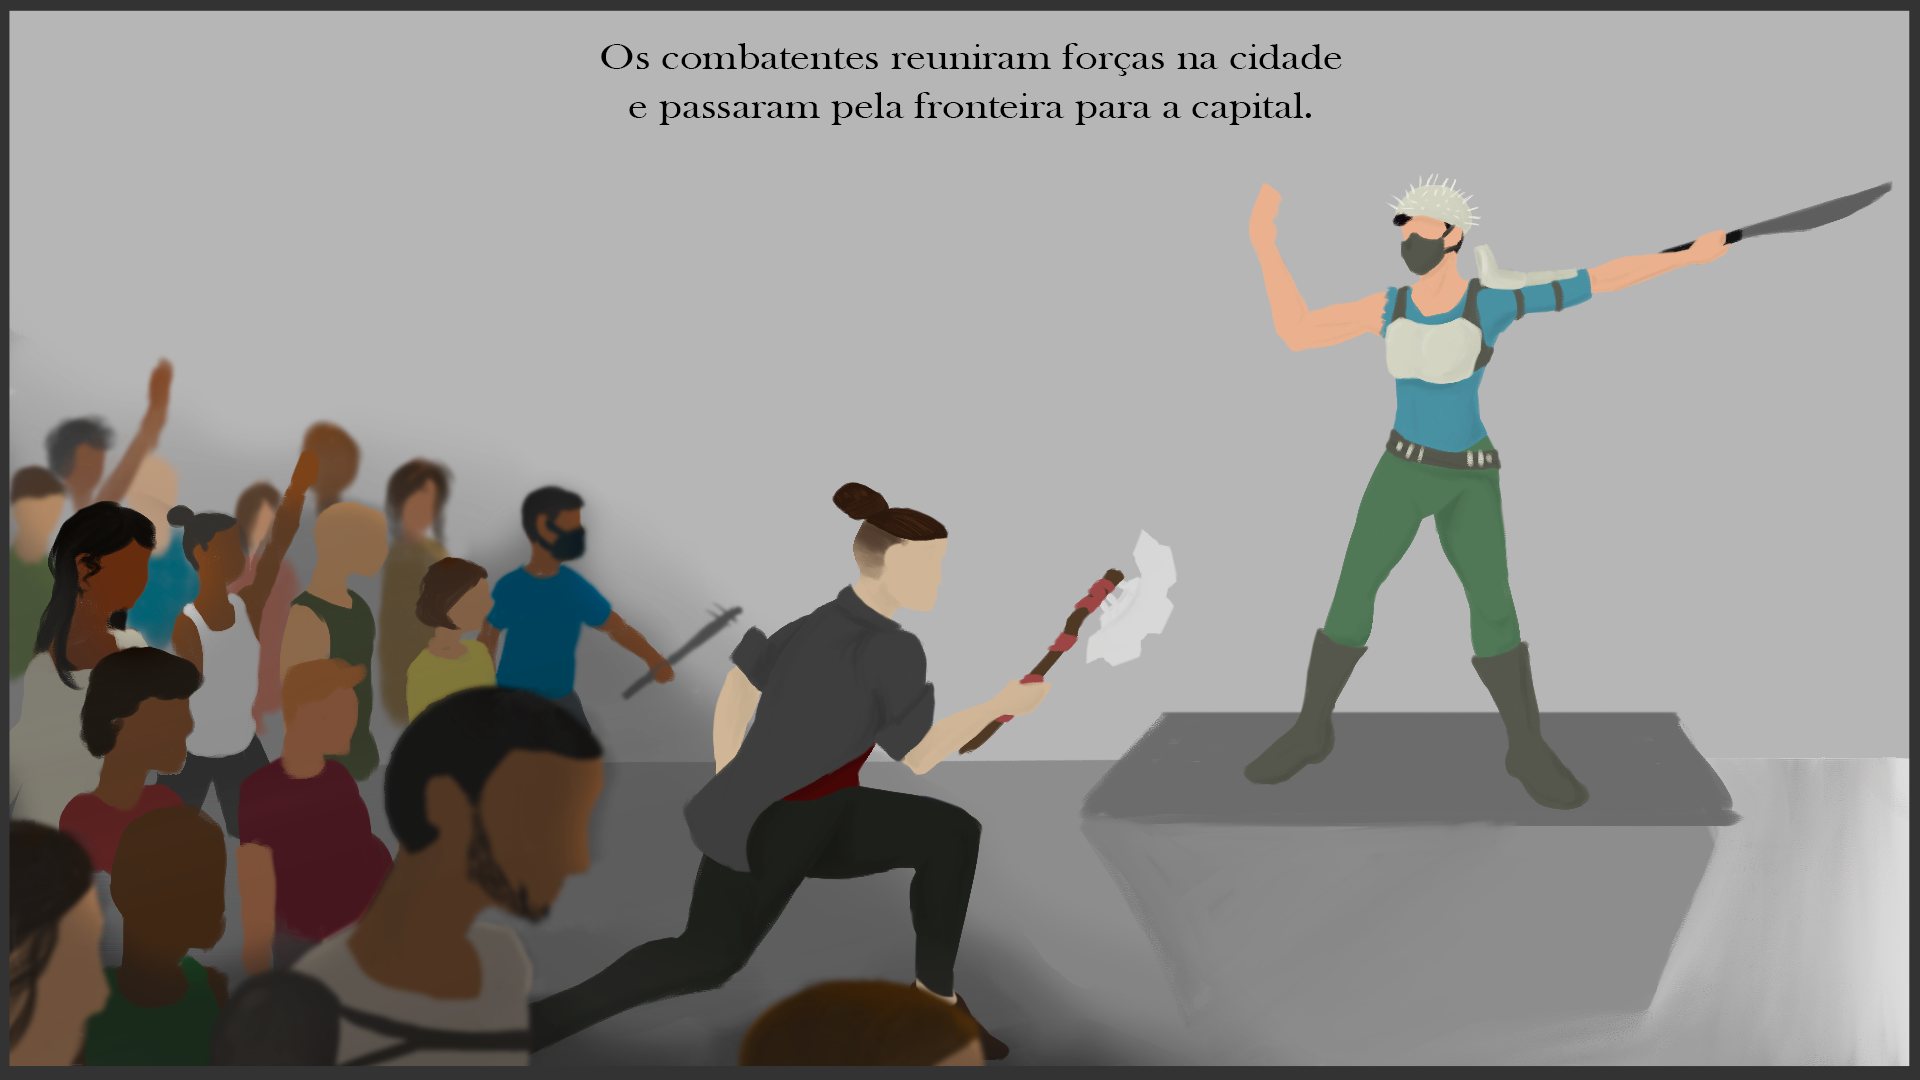 Os combatentes reuniram forças na cidade
e passaram pela fronteira para a capital.